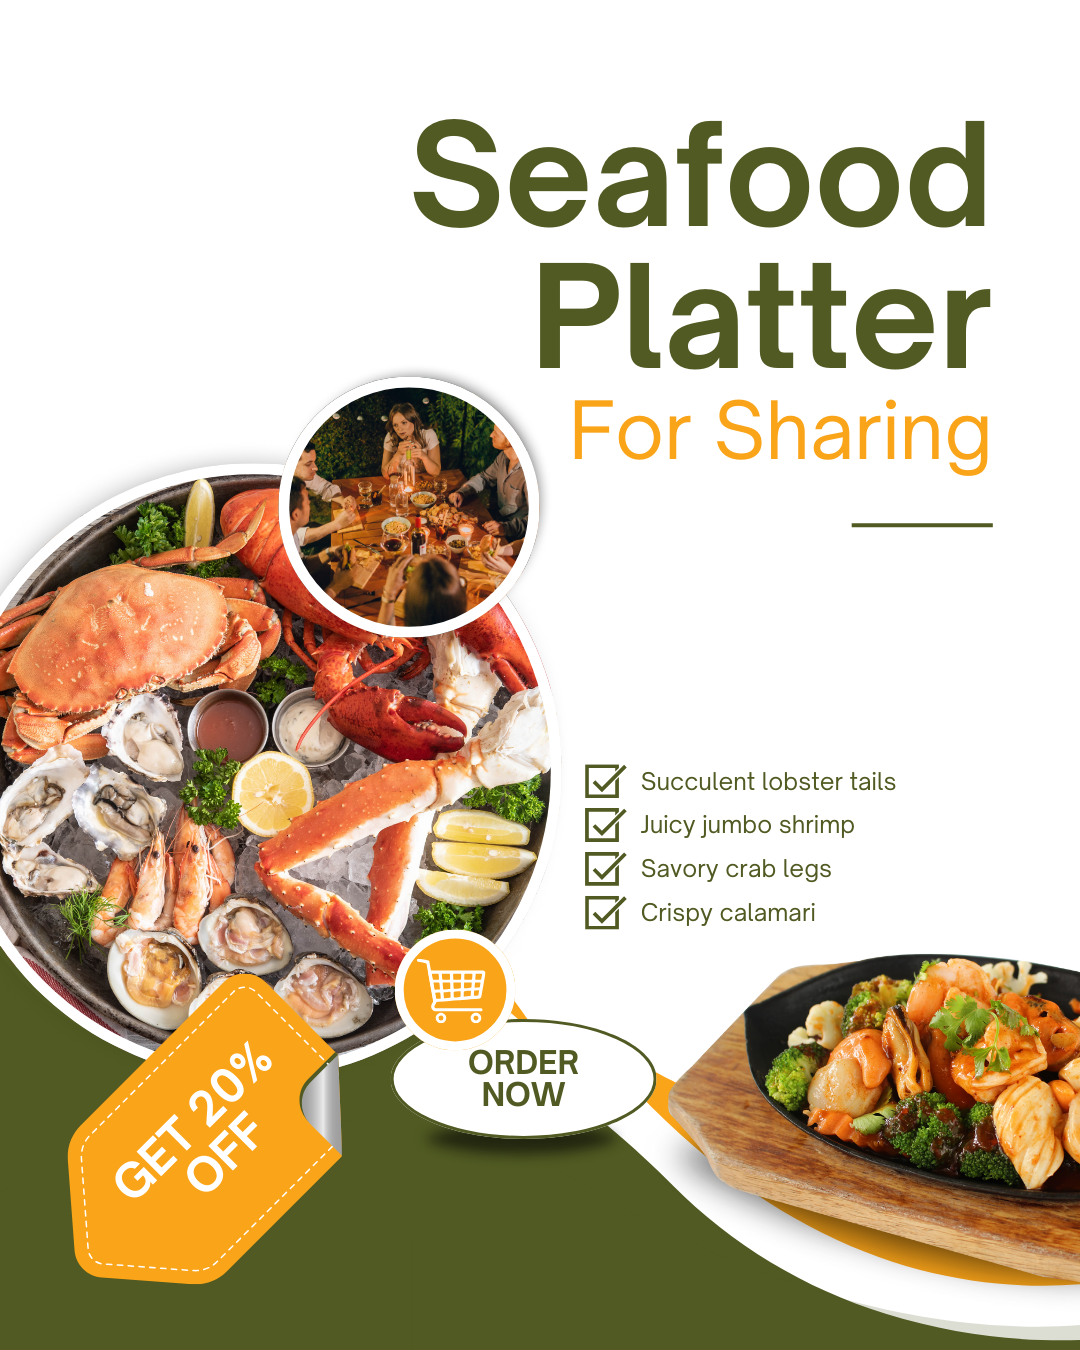 Seafood
Platter
For Sharing
Succulent lobster tails
Juicy jumbo shrimp
Savory crab legs
Crispy calamari
ORDER
NOW
GET 20%
OFF